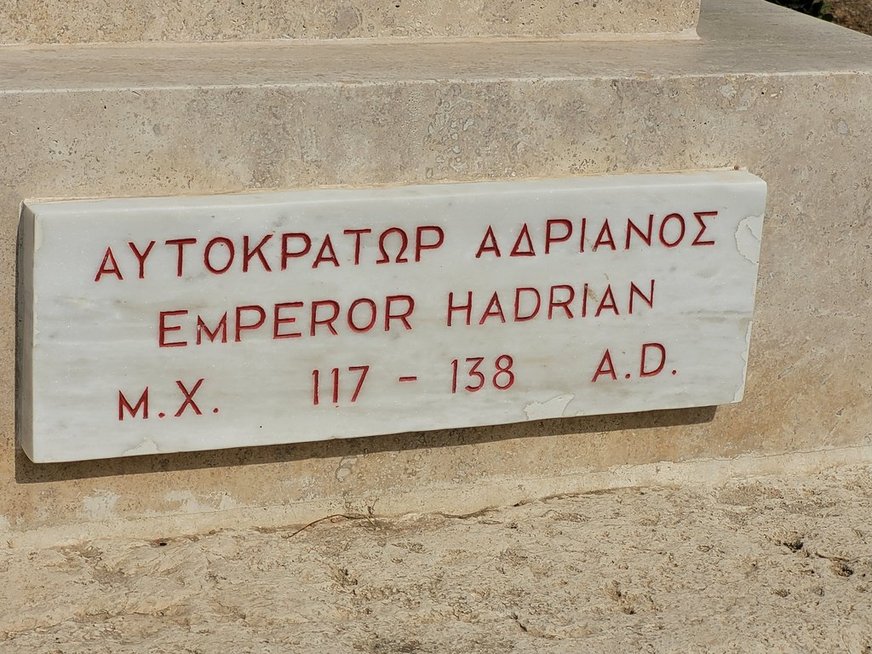 ΑΥΤΟΚΡΑΤΩΡ ΑΔΡΙΑΝΟΣ
EMPEROR HADRIAN
Μ.Χ. 117 - 138 A.D.